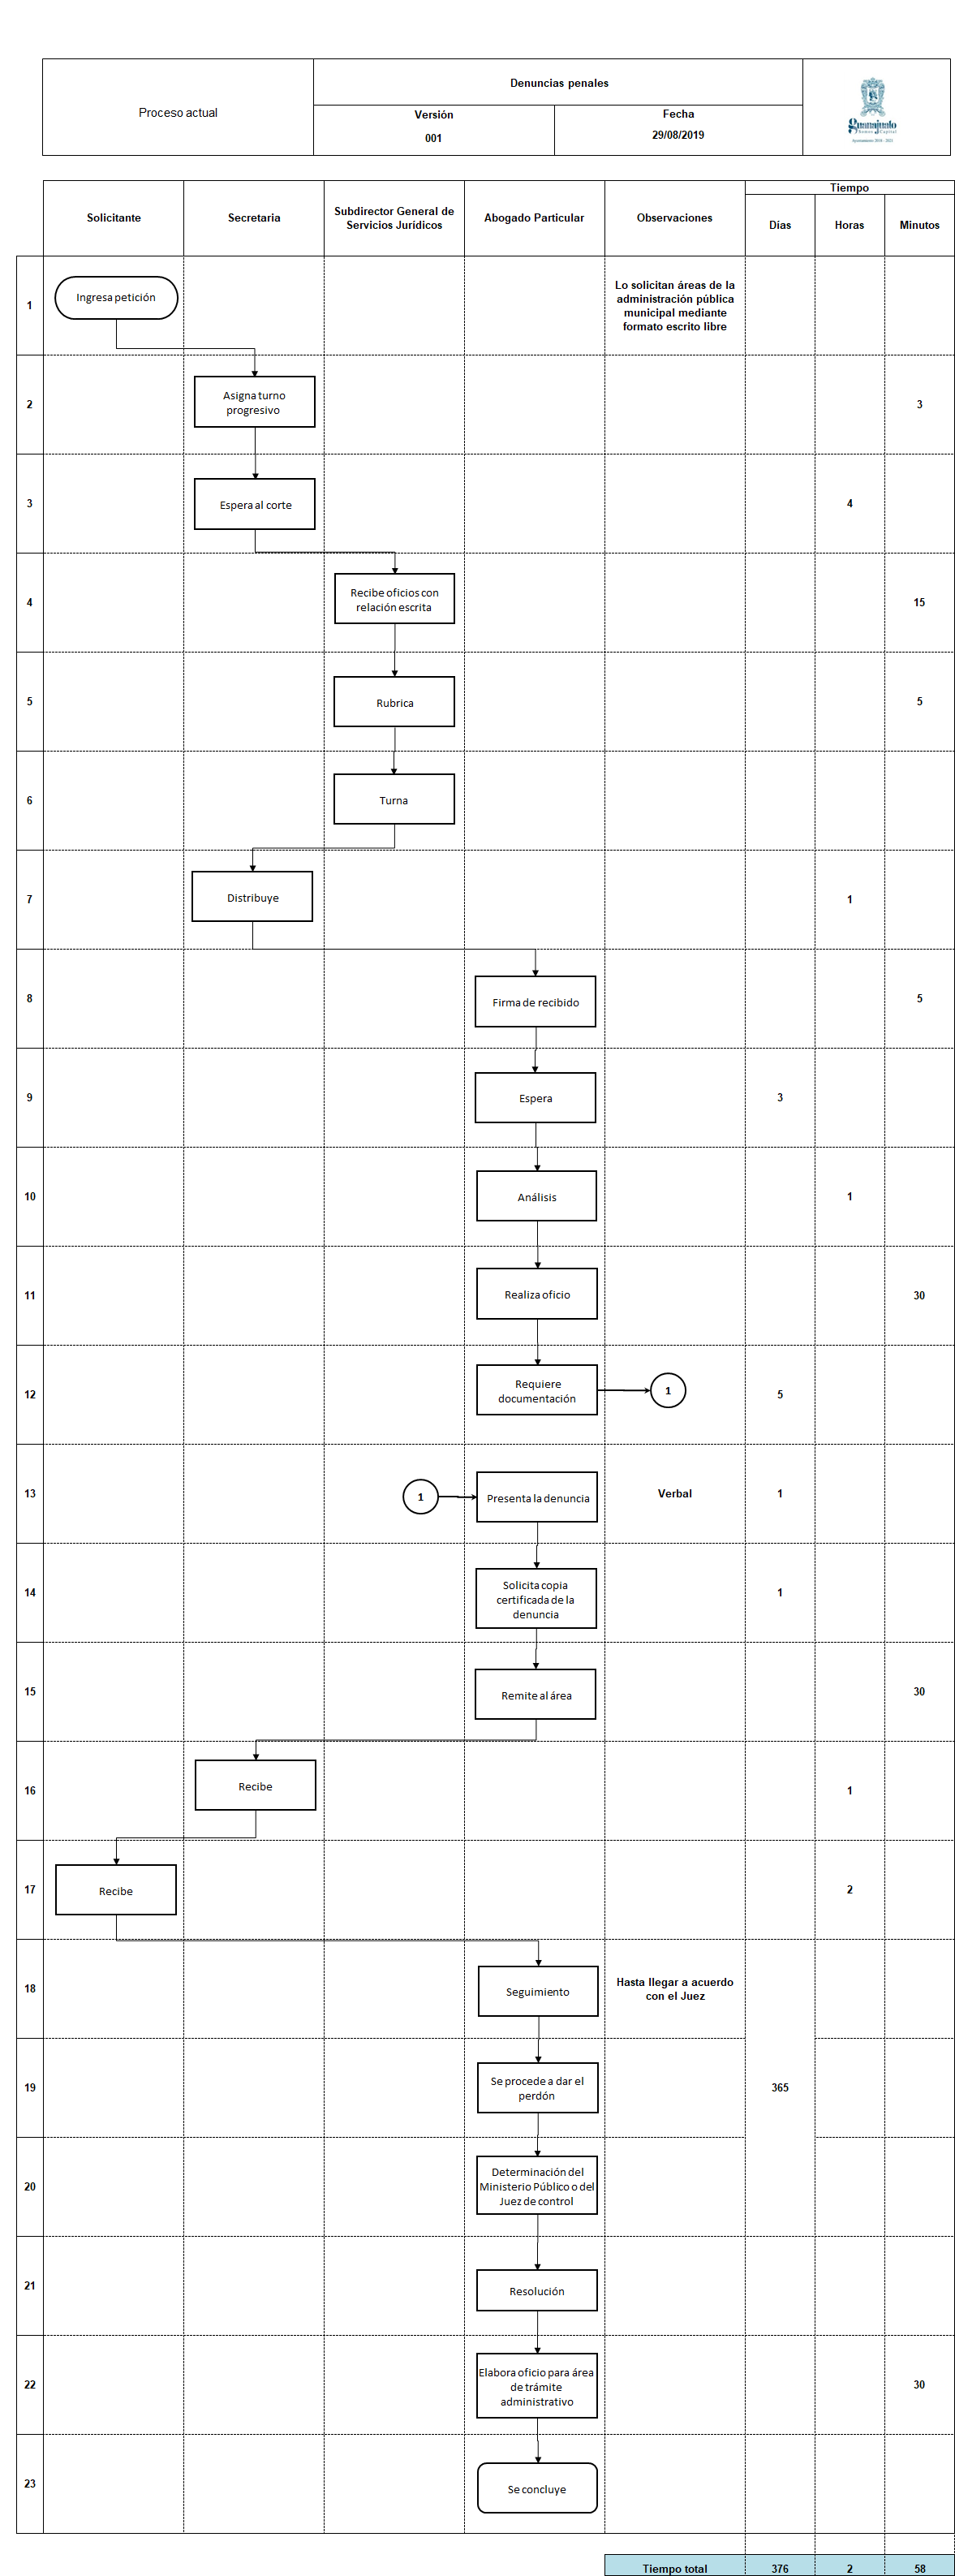 Proceso actual
Denuncias penales
Versión
001
Fecha
29/08/2019
guanajuato
Somos Capital
Ayuntamiento 2018 - 2021
Solicitante
Secretaria
Subdirector General de
Servicios Jurídicos
Abogado Particular
Observaciones
Tiempo
Días
Horas
Minutos
1
Ingresa petición
Lo solicitan áreas de la
administración pública
municipal mediante
formato escrito libre
2
Asigna turno
progresivo
3
3
Espera al corte
4
4
Recibe oficios con
relación escrita
15
5
Rubrica
5
6
Turna
7
Distribuye
1
8
Firma de recibido
5
9
Espera
3
10
Análisis
1
11
Realiza oficio
30
12
Requiere
documentación
1
5
13
1
Presenta la denuncia
Verbal
1
14
Solicita copia
certificada de la
denuncia
1
15
Remite al área
30
16
Recibe
1
17
Recibe
2
18
Seguimiento
Hasta llegar a acuerdo
con el Juez
19
Se procede a dar el
perdón
365
20
Determinación del
Ministerio Público o del
Juez de control
21
Resolución
22
Elabora oficio para área
de trámite
administrativo
30
23
Se concluye
Tiempo total
376
2
58